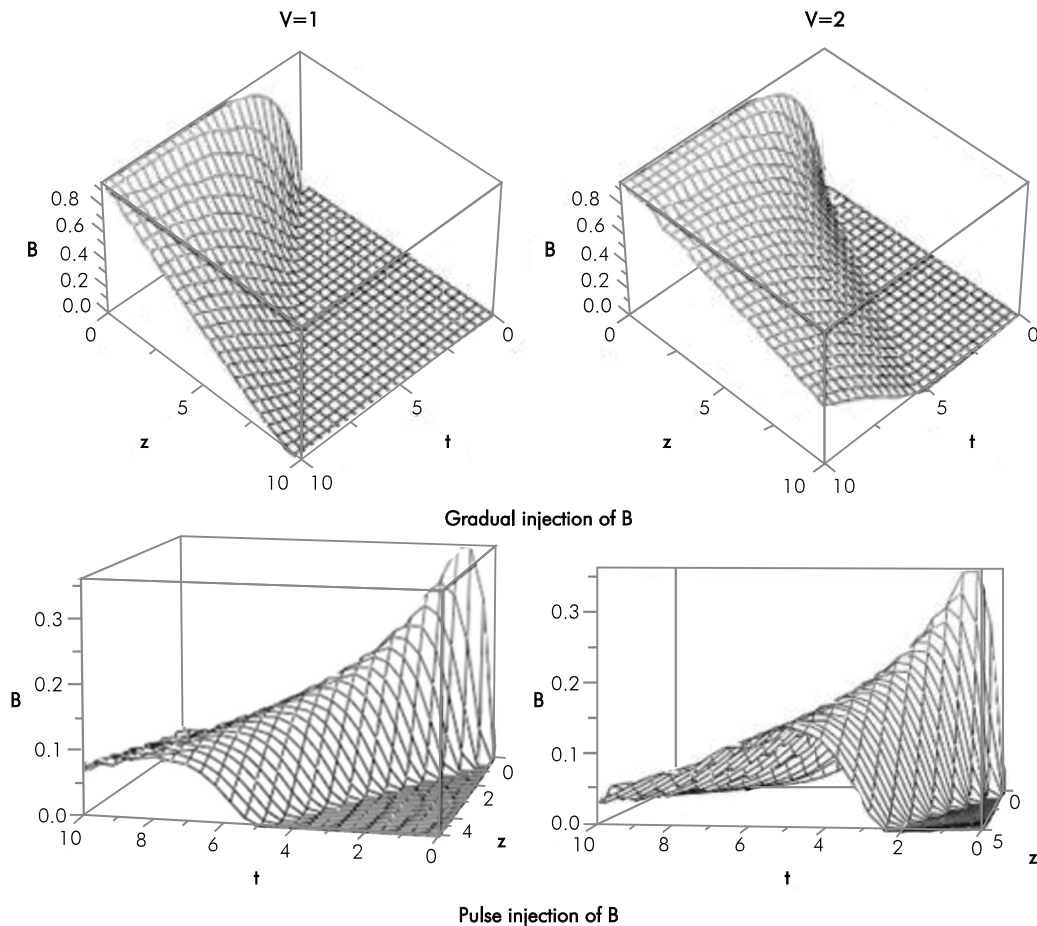 V=1 V=2
0.8 0.8
0.6 0.6
B 0.4 B 0.4
0.2 0.2
0.0 0.0
0 0 0 0
5 5 5 5
z t z t
10 10 10 10
Gradual injection of B
0.3 0.3
B 0.2 B 0.2
0.1 0.1
0.0 0 0.0 0
2
10 8 6 4 2 0 4 z 10 8 6 4 2 0 5 z
t t
Pulse injection of B